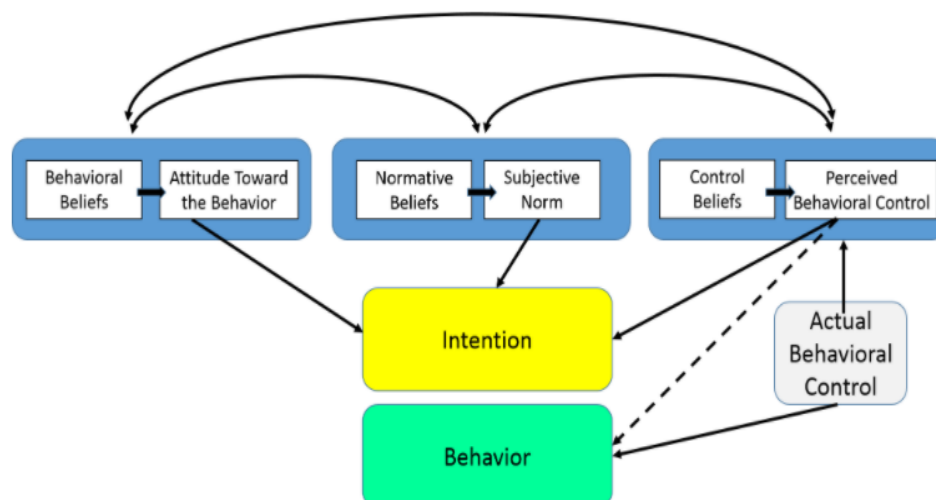 Behavioral
Beliefs
Attitude Toward
the Behavior
Normative
Beliefs
Subjective
Norm
Control
Beliefs
Perceived
Behavioral Control
Intention
Actual
Behavioral
Control
Behavior